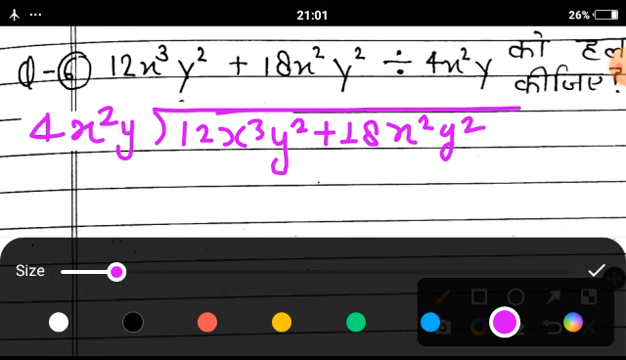 21:01
26%
Q-6 12x³y² + 18x²y² ÷ 4x²y को हल
कीजिए?
4x²y ) 12x³y²+18x²y²
Size